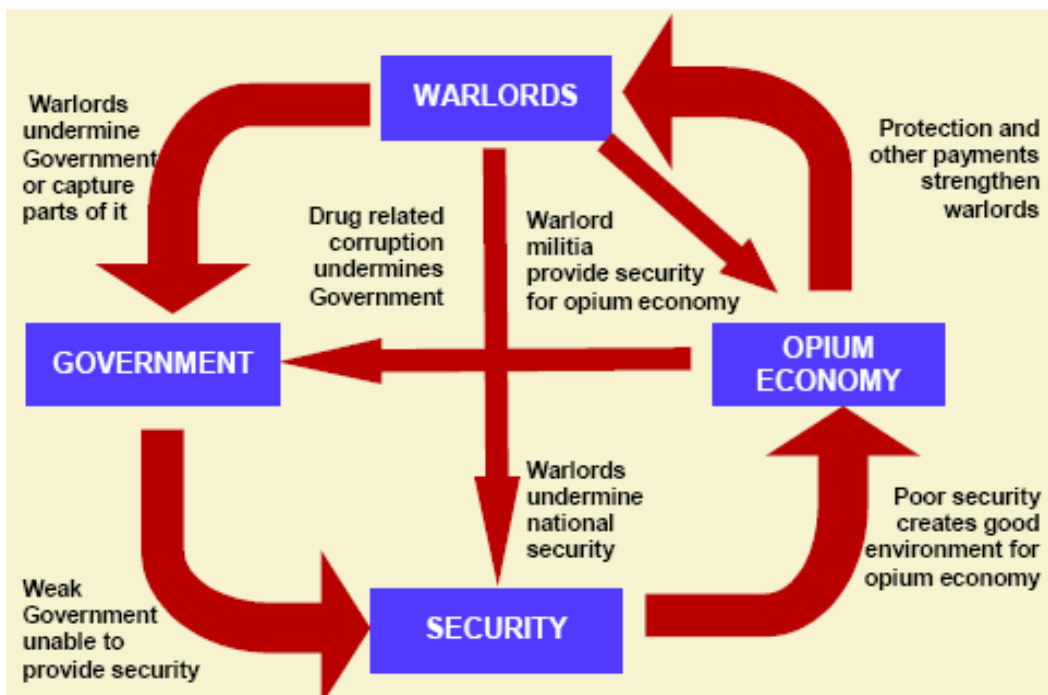 WARLORDS
Warlords
undermine
Government
or capture
parts of it
Protection and
other payments
strengthen
warlords
Drug related
corruption
undermines
Government
Warlord
militia
provide security
for opium economy
GOVERNMENT
OPIUM
ECONOMY
Warlords
undermine
national
security
Poor security
creates good
environment for
opium economy
Weak
Government
unable to
provide security
SECURITY